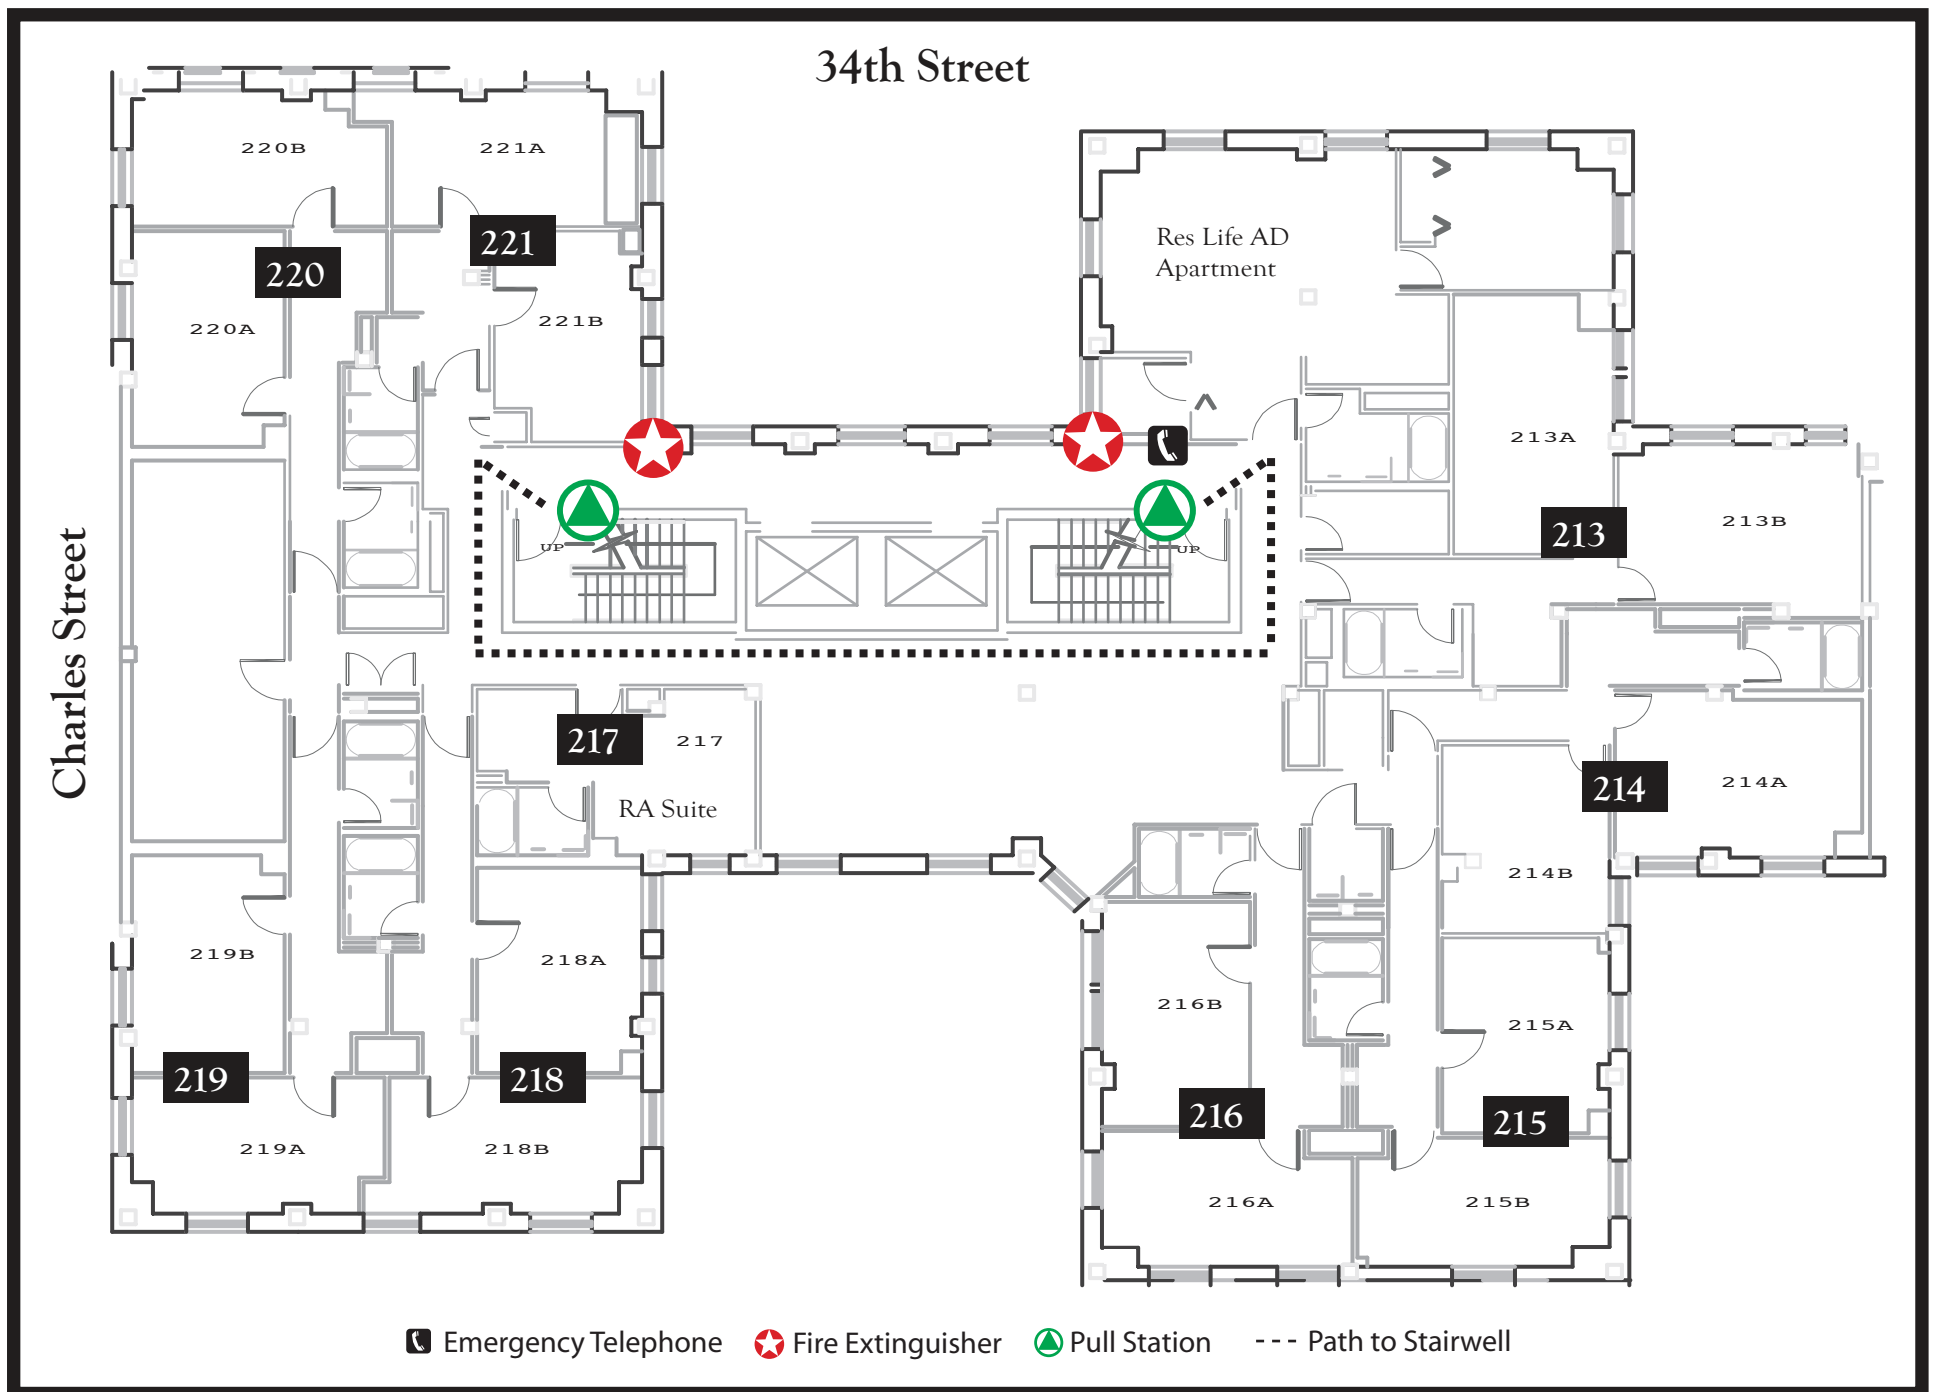 34th Street
220B
221A
221
220
Res Life AD
Apartment
220A
221B
213A
213
213B
UP
UP
Charles Street
217
217
RA Suite
214
214A
214B
219B
218A
216B
215A
219
218
216
215
219A
218B
216A
215B
Emergency Telephone
Fire Extinguisher
Pull Station
Path to Stairwell